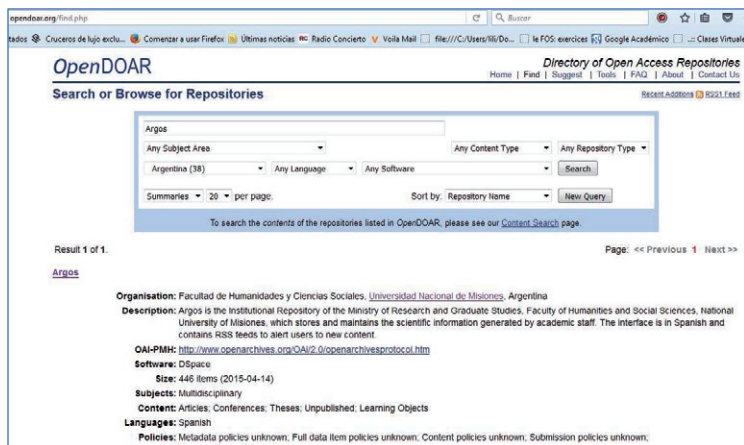 opendoar.org/find.php
Buscar
tados Cruceros de lujo exclu... Comenzar a usar Firefox Últimas noticias RC Radio Concierto Voila Mail file:///C:/Users/lili/Do... le FOS: exercices Google Académico ..:: Clases Virtuale
OpenDOAR
Directory of Open Access Repositories
Home | Find | Suggest | Tools | FAQ | About | Contact Us
Search or Browse for Repositories
Recent Additions RSS1 Feed
Argos
Any Subject Area Any Content Type Any Repository Type
Argentina (38) Any Language Any Software Search
Summaries 20 per page. Sort by: Repository Name New Query
To search the contents of the repositories listed in OpenDOAR, please see our Content Search page.
Result 1 of 1. Page: << Previous 1 Next >>
Argos
Organisation: Facultad de Humanidades y Ciencias Sociales, Universidad Nacional de Misiones, Argentina
Description: Argos is the Institutional Repository of the Ministry of Research and Graduate Studies, Faculty of Humanities and Social Sciences, National
University of Misiones, which stores and maintains the scientific information generated by academic staff. The interface is in Spanish and
contains RSS feeds to alert users to new content.
OAI-PMH: http://www.openarchives.org/OAI/2.0/openarchivesprotocol.htm
Software: DSpace
Size: 446 items (2015-04-14)
Subjects: Multidisciplinary
Content: Articles; Conferences; Theses; Unpublished; Learning Objects
Languages: Spanish
Policies: Metadata policies unknown; Full data item policies unknown; Content policies unknown; Submission policies unknown;